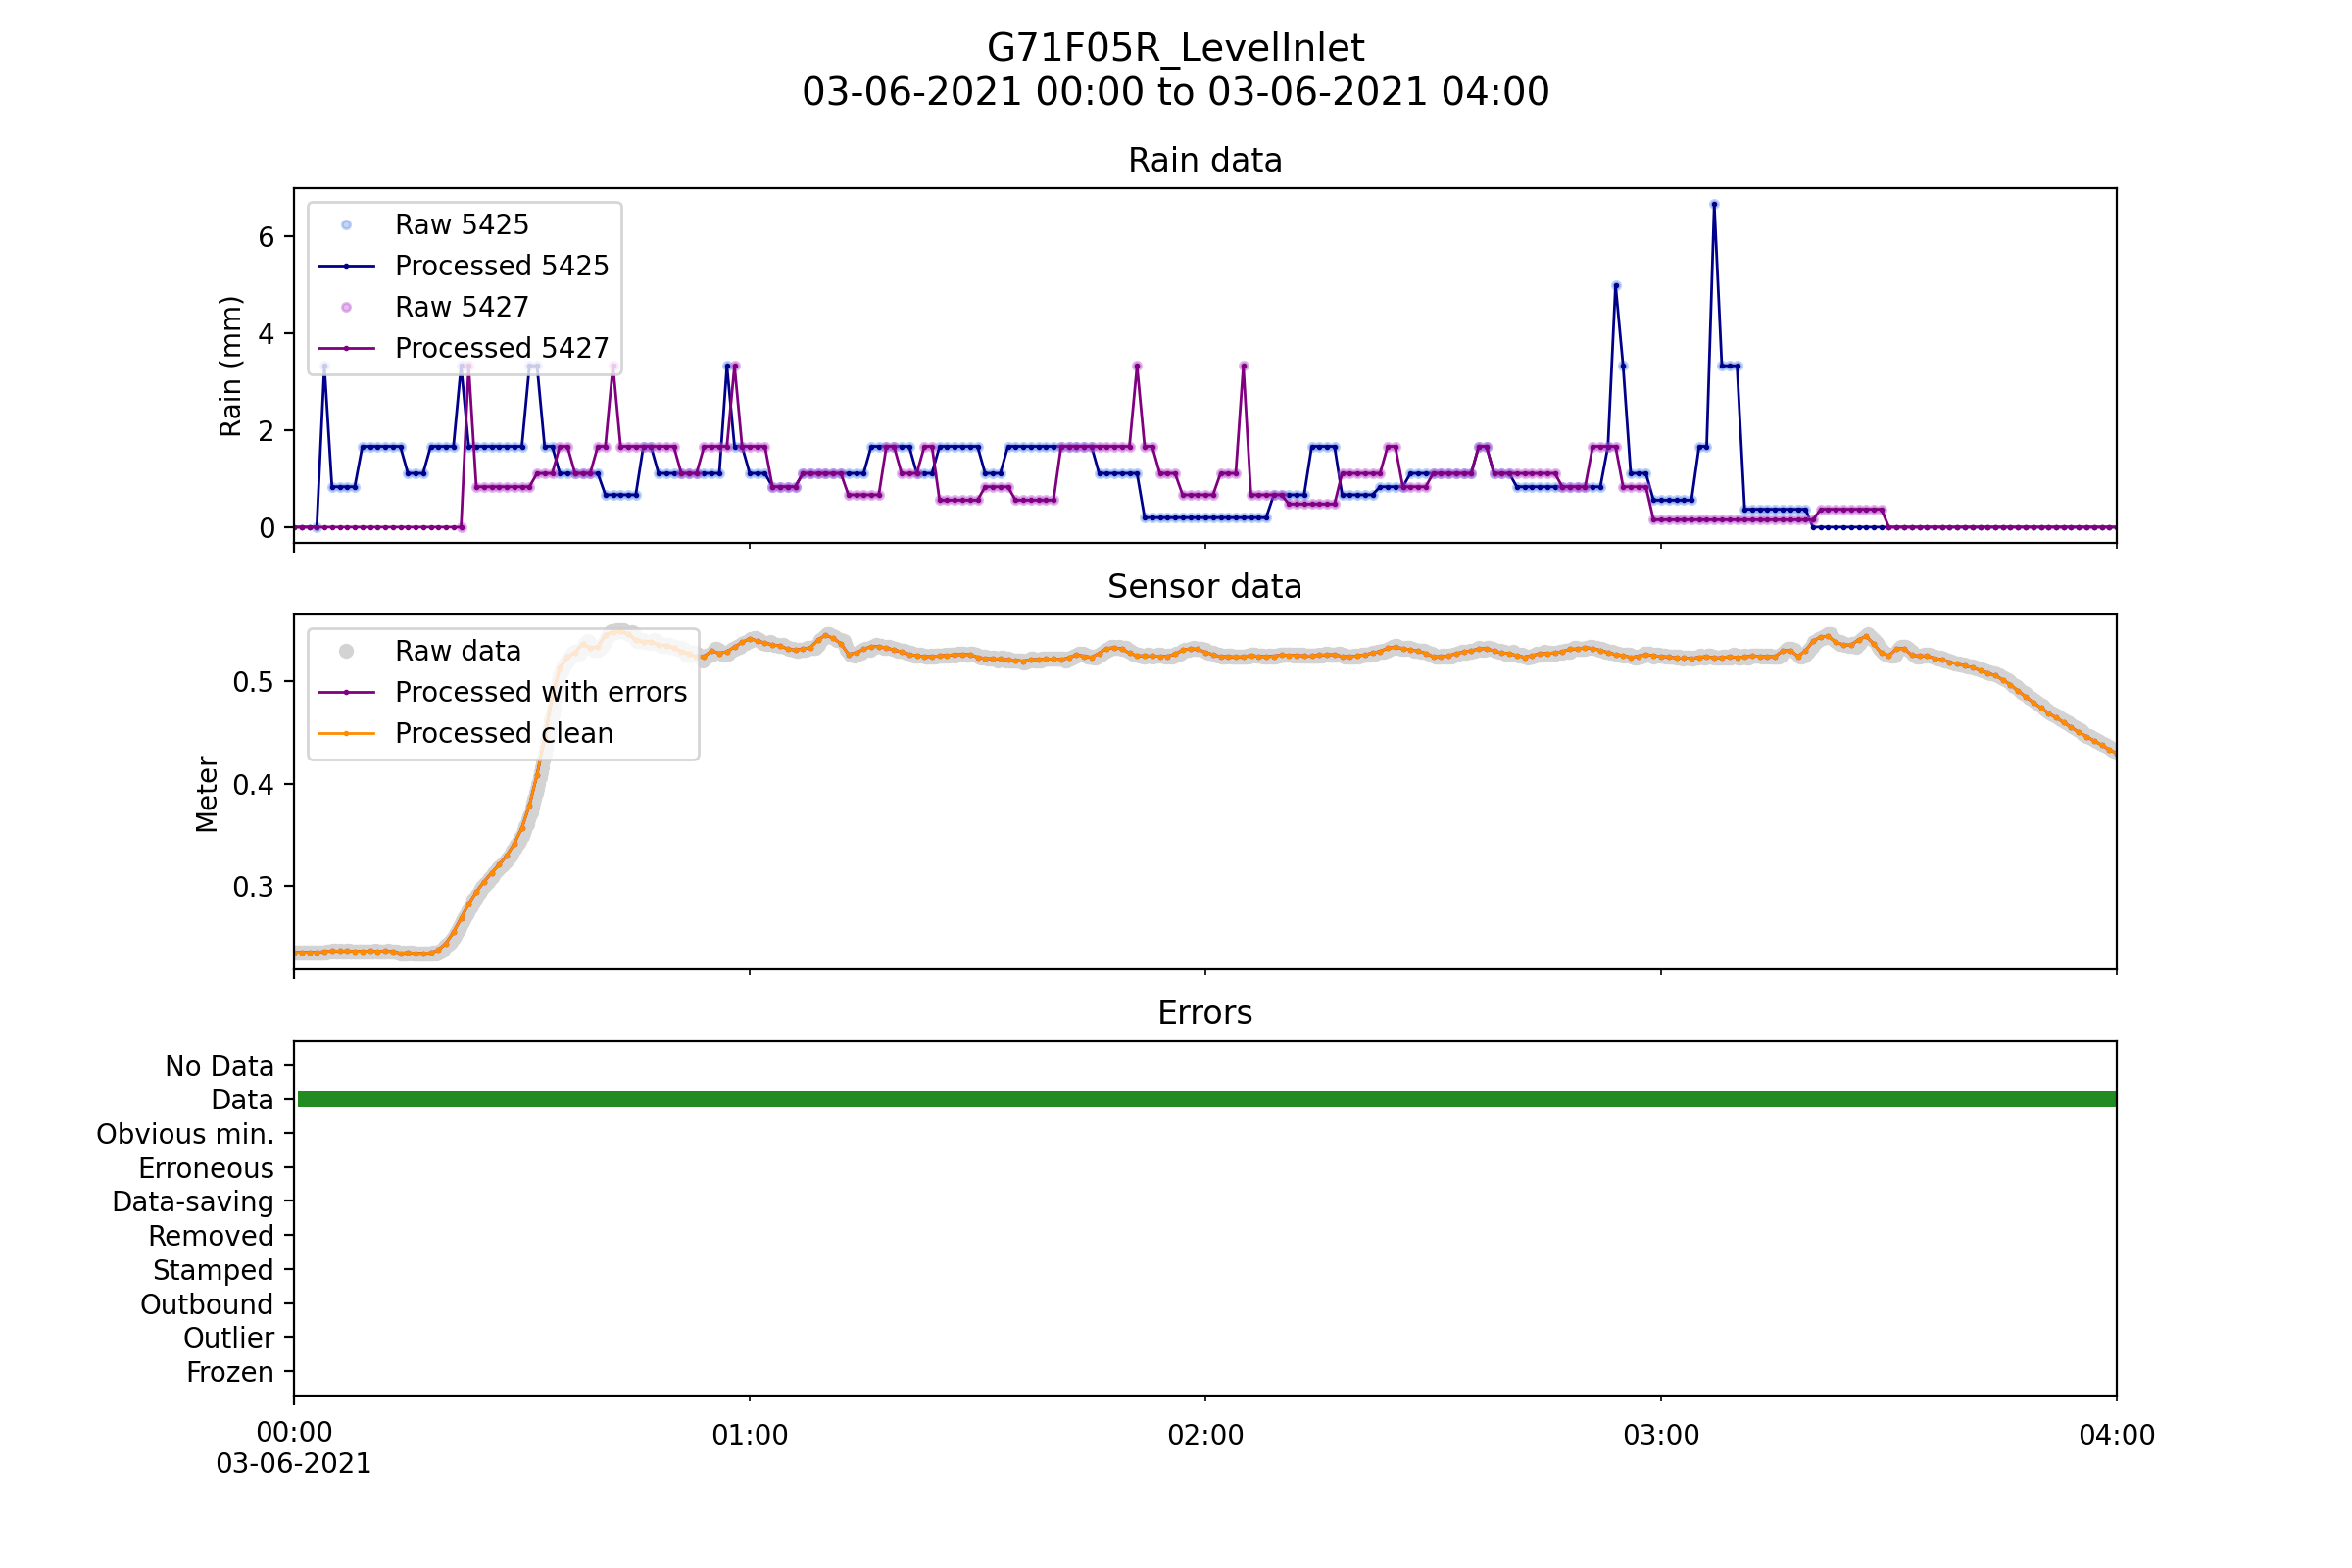 G71F05R_LevelInlet
03-06-2021 00:00 to 03-06-2021 04:00
Rain data
Raw 5425
Processed 5425
Raw 5427
Processed 5427
6
4
2
0
Rain (mm)
Sensor data
Raw data
Processed with errors
Processed clean
0.5
0.4
0.3
Meter
Errors
No Data
Data
Obvious min.
Erroneous
Data-saving
Removed
Stamped
Outbound
Outlier
Frozen
00:00 01:00 02:00 03:00 04:00
03-06-2021